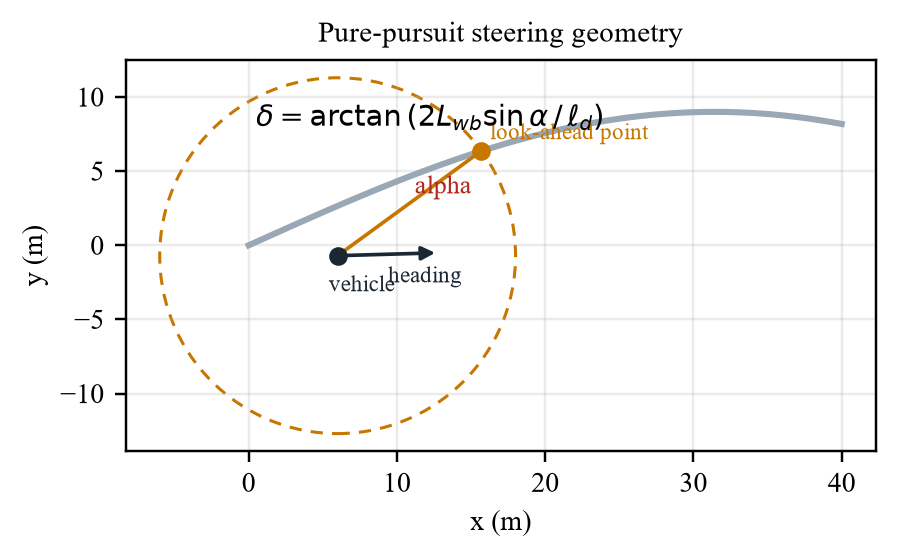 Pure-pursuit steering geometry
10
5
0
−5
−10
y (m)
δ = arctan (2L_wb sin α / ℓ_d)
look-ahead point
alpha
heading
vehicle
0
10
20
30
40
x (m)